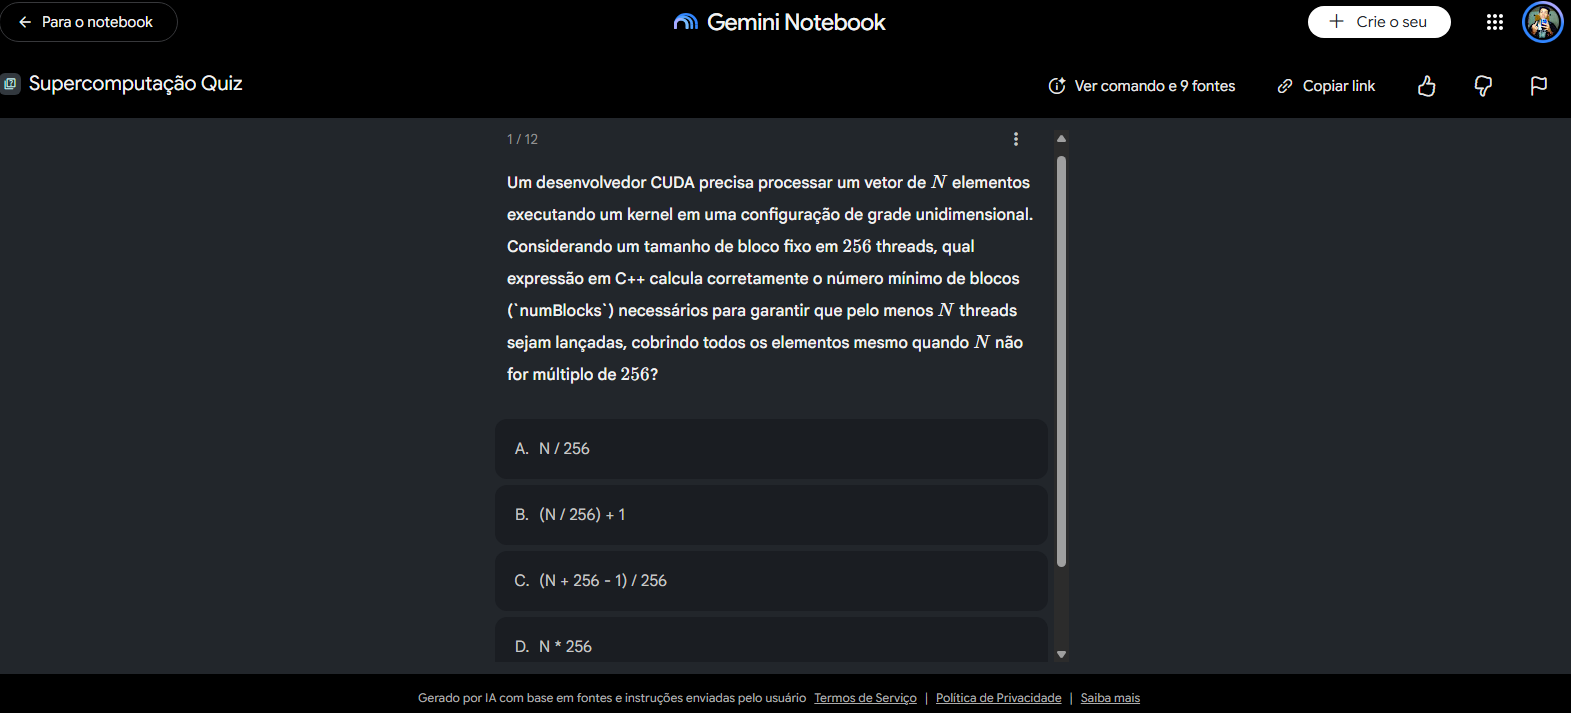 Para o notebook
Gemini Notebook
Crie o seu
Supercomputação Quiz
Ver comando e 9 fontes
Copiar link
1 / 12
Um desenvolvedor CUDA precisa processar um vetor de N elementos
executando um kernel em uma configuração de grade unidimensional.
Considerando um tamanho de bloco fixo em 256 threads, qual
expressão em C++ calcula corretamente o número mínimo de blocos
(`numBlocks`) necessários para garantir que pelo menos N threads
sejam lançadas, cobrindo todos os elementos mesmo quando N não
for múltiplo de 256?
A. N / 256
B. (N / 256) + 1
C. (N + 256 - 1) / 256
D. N * 256
Gerado por IA com base em fontes e instruções enviadas pelo usuário Termos de Serviço | Política de Privacidade | Saiba mais